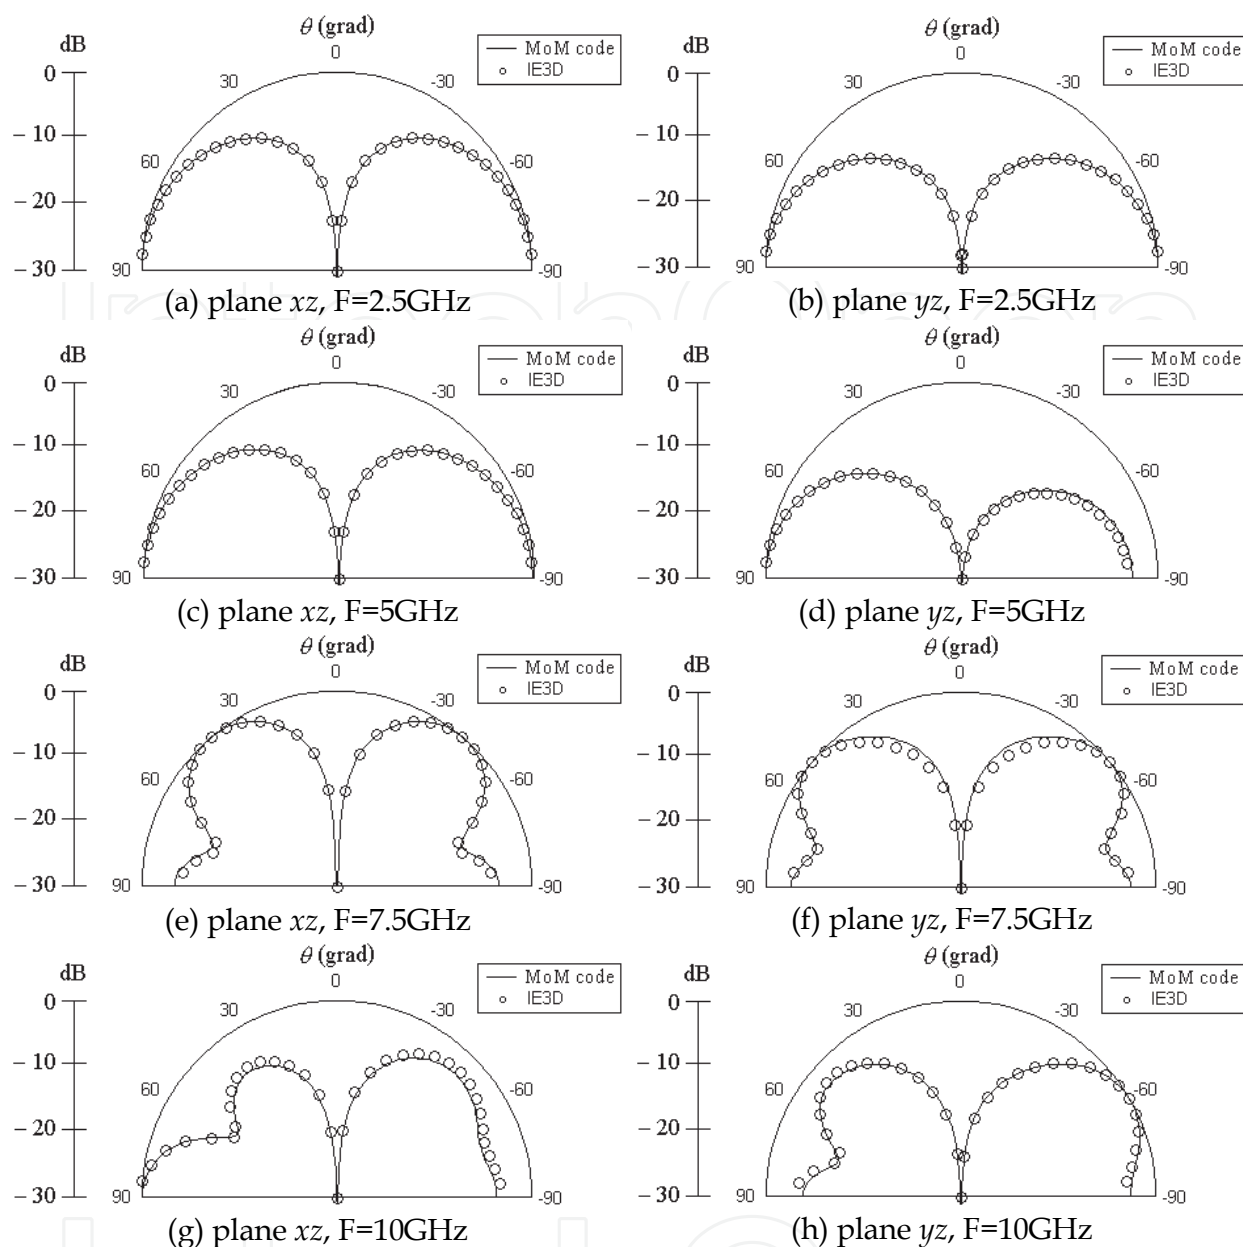 θ (grad)
dB
0
— MoM code
○ IE3D
0
30
-30
– 10
60
-60
– 20
– 30
90
-90
(a) plane xz, F=2.5GHz
θ (grad)
dB
0
— MoM code
○ IE3D
0
30
-30
– 10
60
-60
– 20
– 30
90
-90
(b) plane yz, F=2.5GHz
θ (grad)
dB
0
— MoM code
○ IE3D
0
30
-30
– 10
60
-60
– 20
– 30
90
-90
(c) plane xz, F=5GHz
θ (grad)
dB
0
— MoM code
○ IE3D
0
30
-30
– 10
60
-60
– 20
– 30
90
-90
(d) plane yz, F=5GHz
θ (grad)
dB
0
— MoM code
○ IE3D
0
30
-30
– 10
60
-60
– 20
– 30
90
-90
(e) plane xz, F=7.5GHz
θ (grad)
dB
0
— MoM code
○ IE3D
0
30
-30
– 10
60
-60
– 20
– 30
90
-90
(f) plane yz, F=7.5GHz
θ (grad)
dB
0
— MoM code
○ IE3D
0
30
-30
– 10
60
-60
– 20
– 30
90
-90
(g) plane xz, F=10GHz
θ (grad)
dB
0
— MoM code
○ IE3D
0
30
-30
– 10
60
-60
– 20
– 30
90
-90
(h) plane yz, F=10GHz